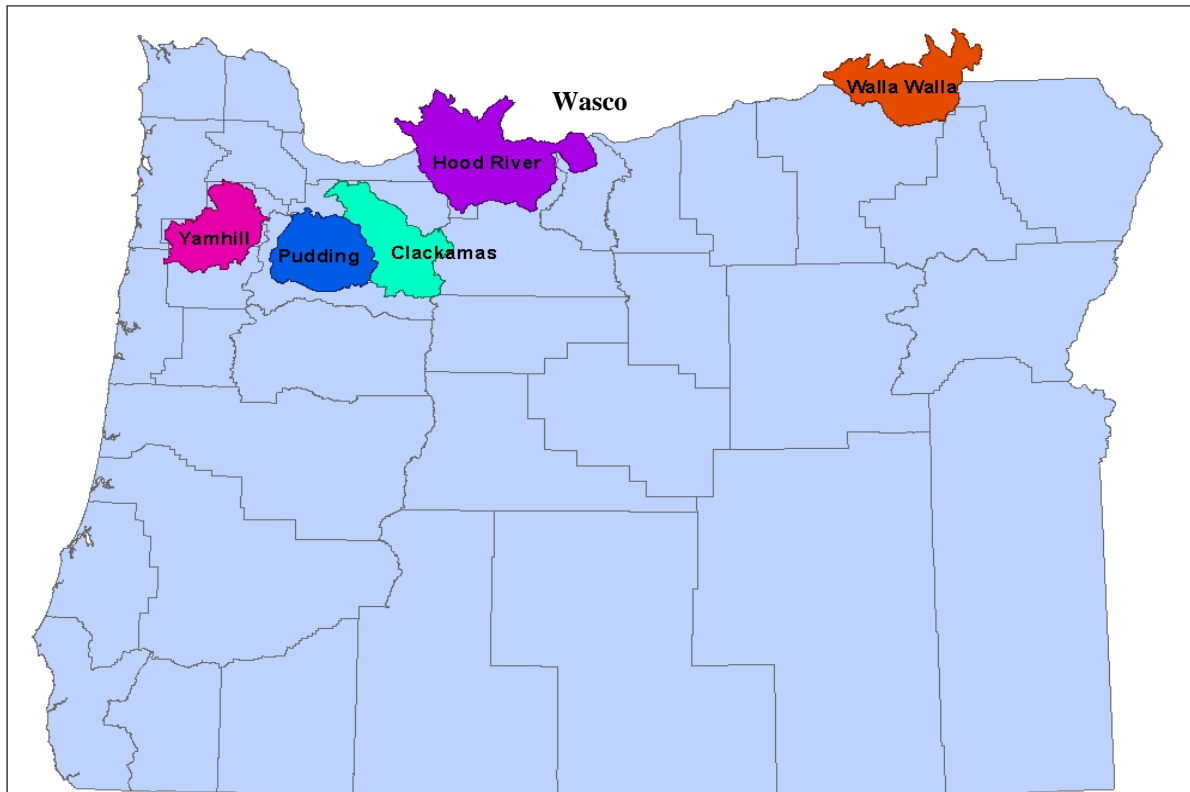 Walla Walla
Wasco
Hood River
Yamhill
Pudding
Clackamas